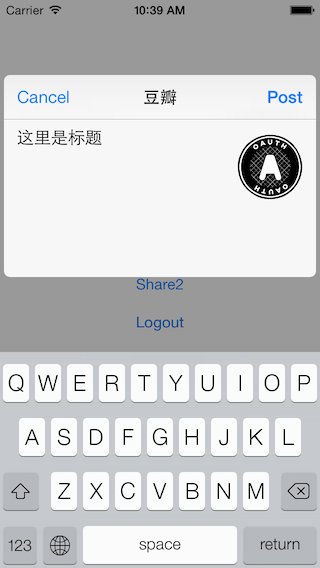 Carrier 10:39 AM
Cancel 豆瓣 Post
这里是标题
OAUTH
A
OAUTH
Share2
Logout
Q W E R T Y U I O P
A S D F G H J K L
Z X C V B N M
123 space return